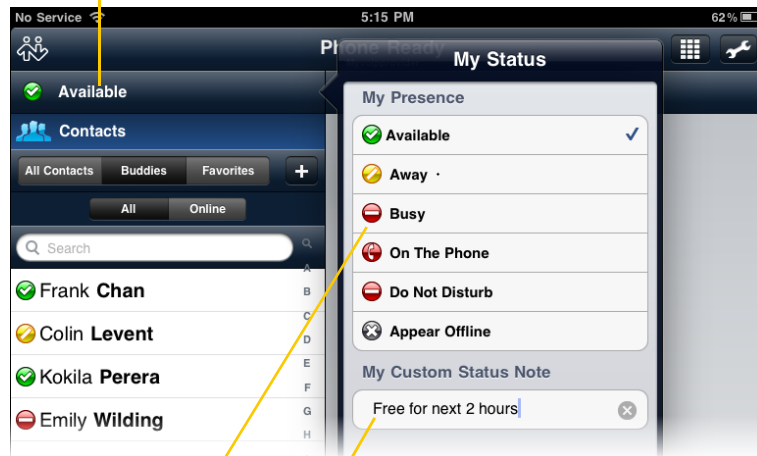 No Service 5:15 PM 62%
Phone Ready
My Status
Available
My Presence
Contacts
Available
All Contacts Buddies Favorites +
Away
All Online
Busy
Search
On The Phone
A
Frank Chan
B
Do Not Disturb
C
Colin Levent
D
Appear Offline
E
Kokila Perera
My Custom Status Note
F
Emily Wilding
G
Free for next 2 hours
H